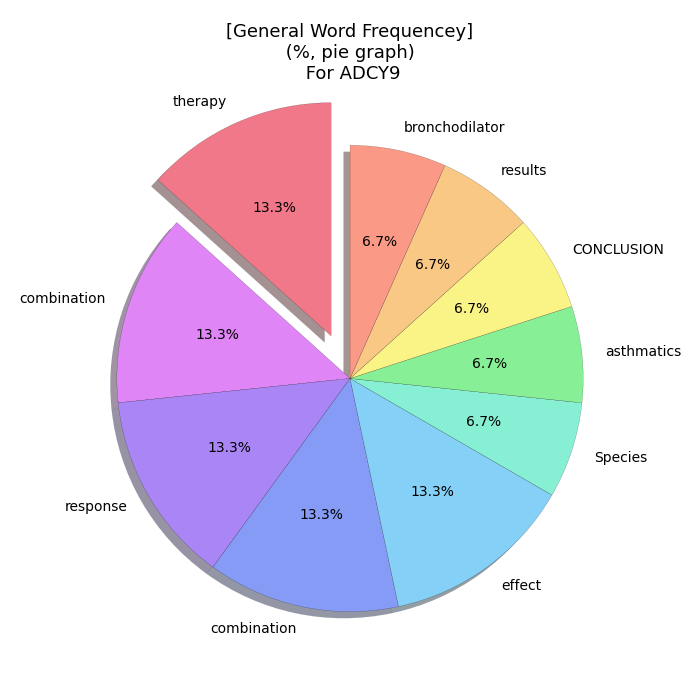 [General Word Frequencey]
(%, pie graph)
For ADCY9
therapy
13.3%
combination
13.3%
response
13.3%
combination
13.3%
effect
13.3%
Species
6.7%
asthmatics
6.7%
CONCLUSION
6.7%
results
6.7%
bronchodilator
6.7%